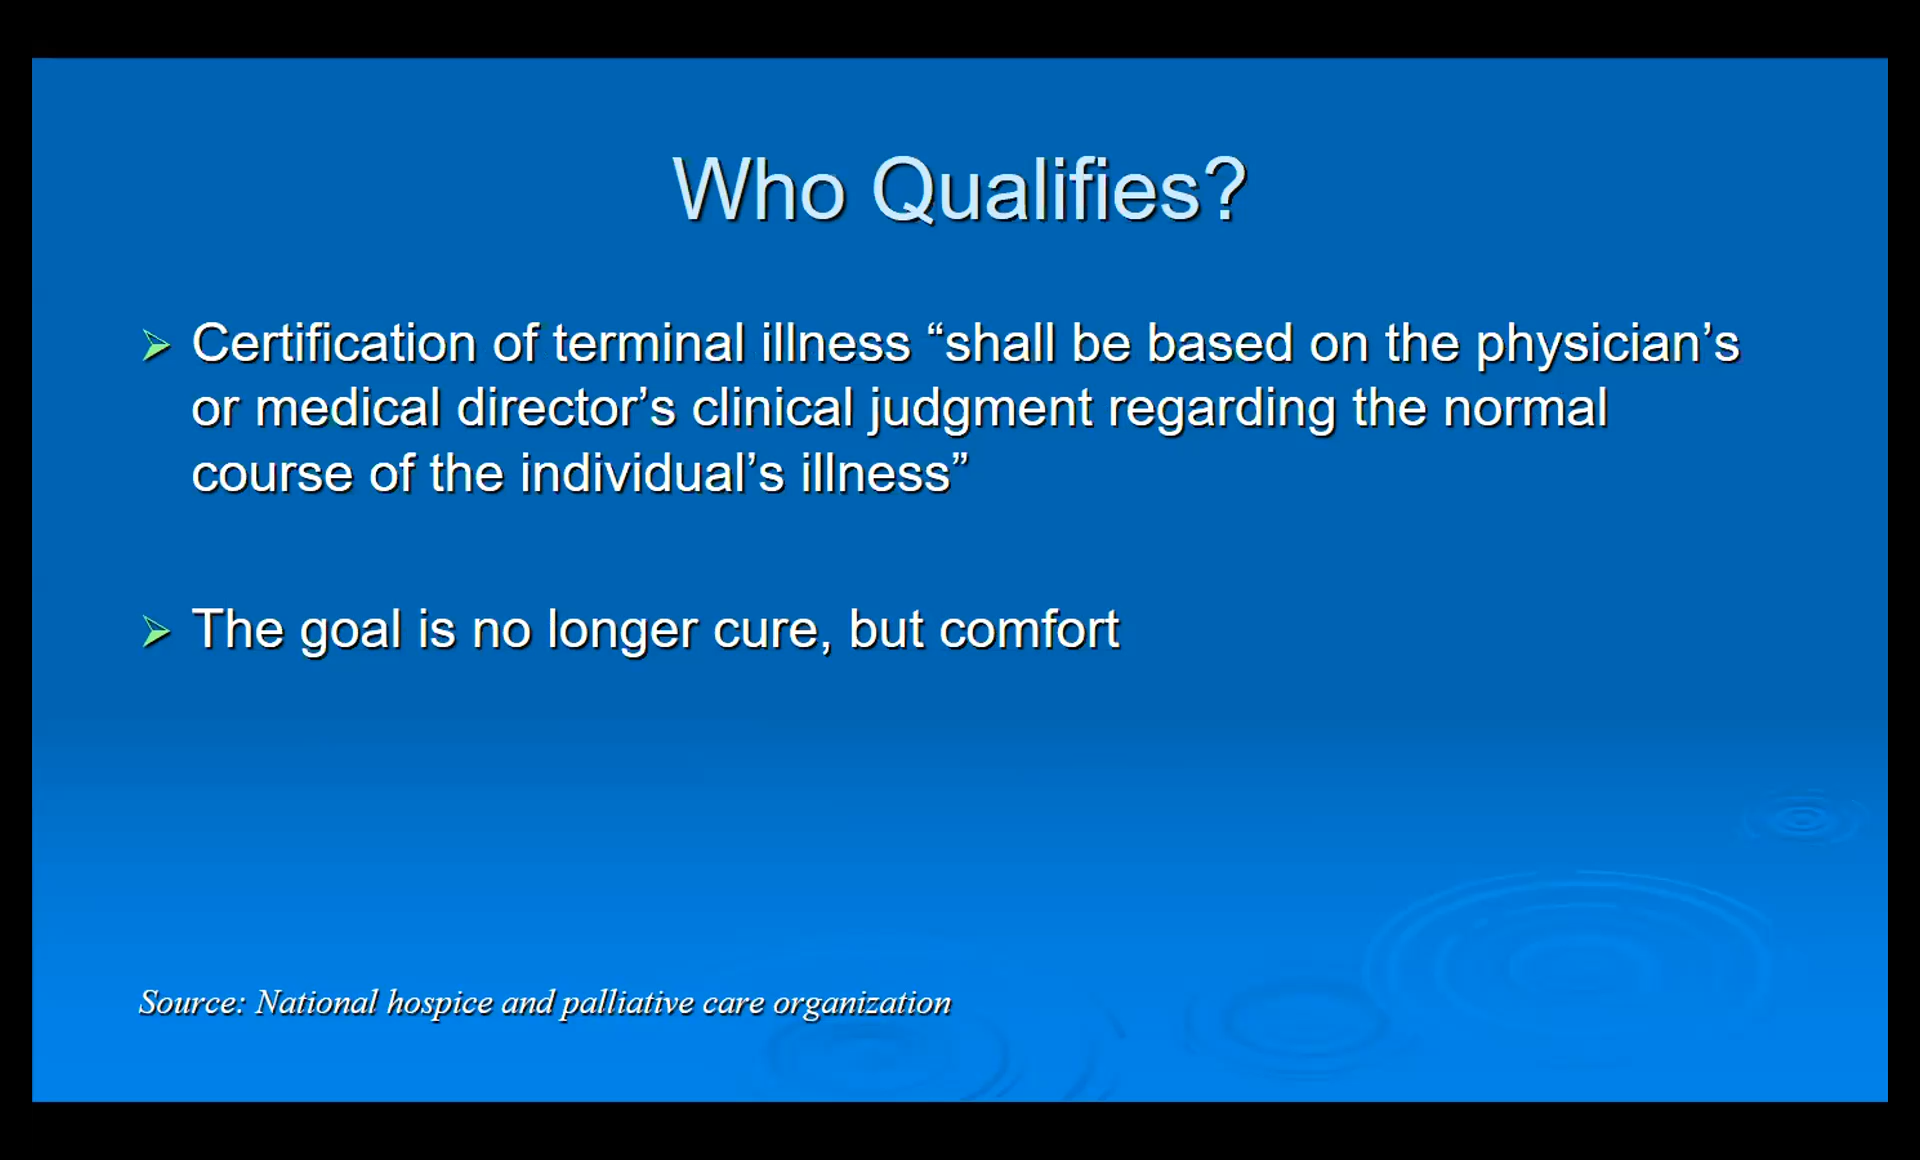 Who Qualifies?
Certification of terminal illness “shall be based on the physician’s
or medical director’s clinical judgment regarding the normal
course of the individual’s illness”
The goal is no longer cure, but comfort
Source: National hospice and palliative care organization